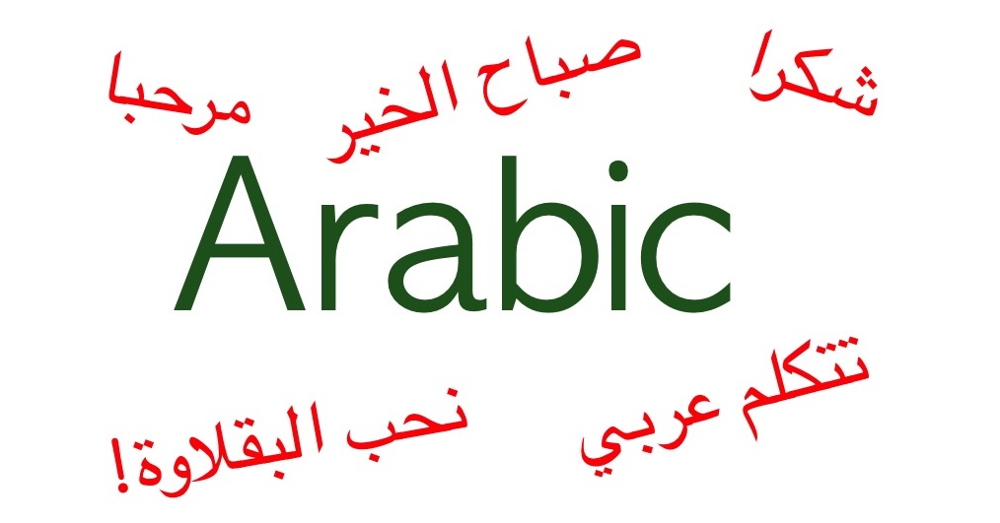 شكرا
صباح الخير
مرحبا
Arabic
تتكلم عربي
نحب البقلاوة!